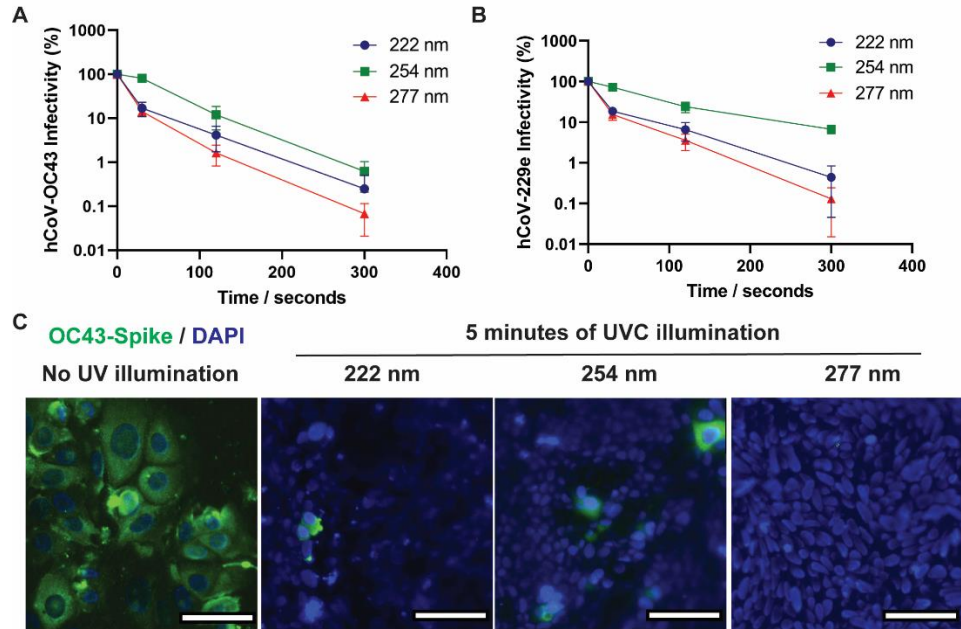 A
hCoV-OC43 Infectivity (%)
1000
100
10
1
0.1
0.01
0
100
200
300
400
Time / seconds
222 nm
254 nm
277 nm
B
hCoV-229e Infectivity (%)
1000
100
10
1
0.1
0.01
0
100
200
300
400
Time / seconds
222 nm
254 nm
277 nm
C
OC43-Spike / DAPI
5 minutes of UVC illumination
No UV illumination
222 nm
254 nm
277 nm